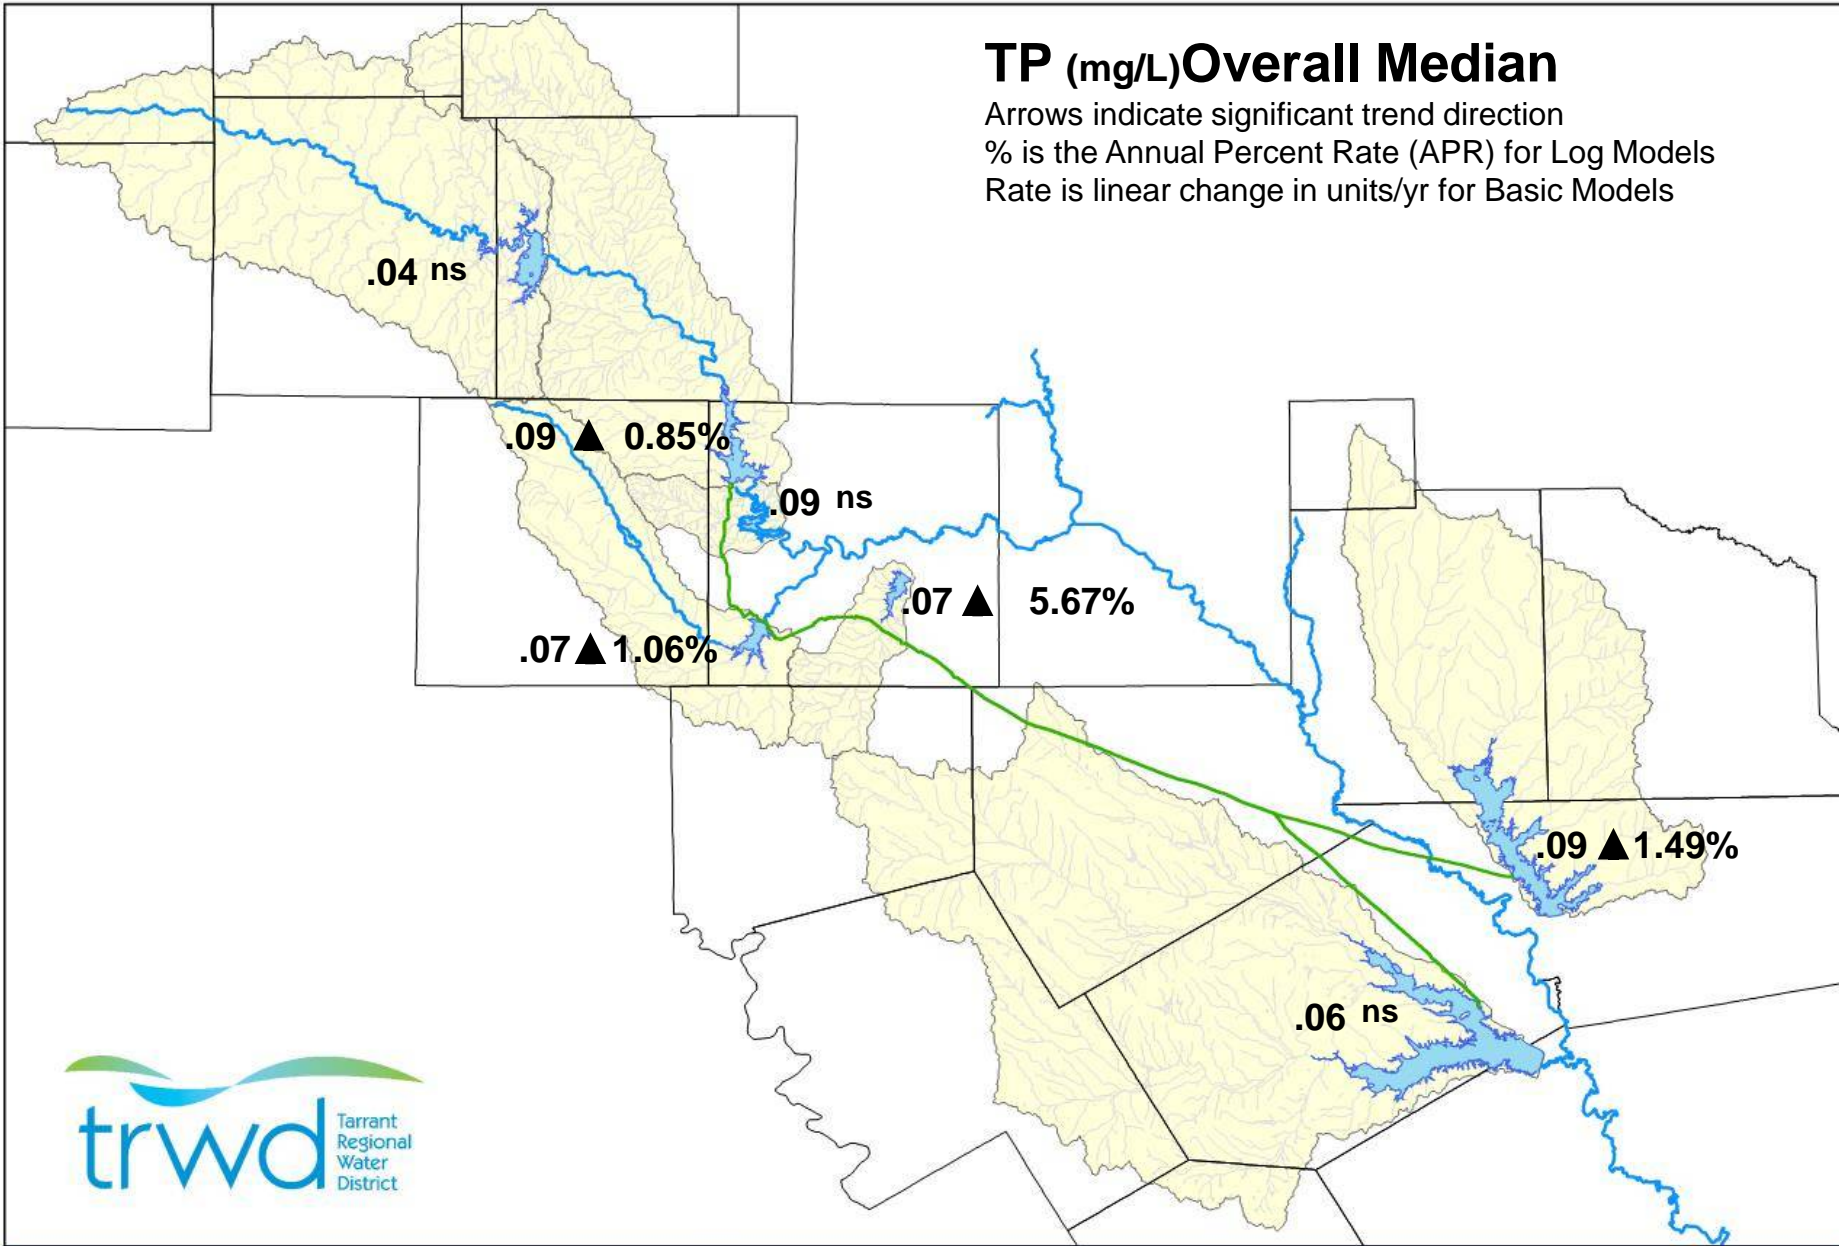 TP (mg/L)Overall Median
Arrows indicate significant trend direction
% is the Annual Percent Rate (APR) for Log Models
Rate is linear change in units/yr for Basic Models
.04 ns
.09 ▲ 0.85%
.09 ns
.07 ▲ 5.67%
.07 ▲ 1.06%
.09 ▲ 1.49%
.06 ns
trwd
Tarrant
Regional
Water
District